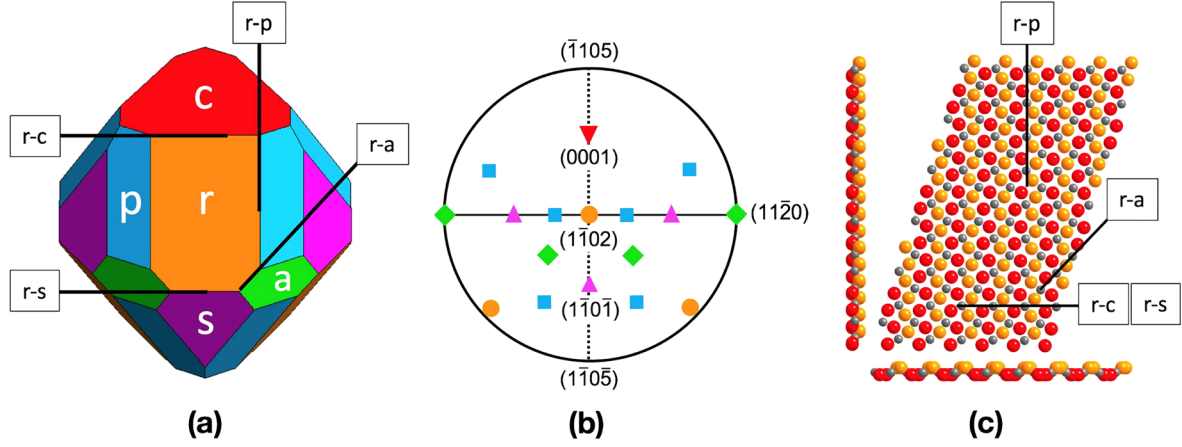 r-p
c
r-c
r-a
p
r
a
r-s
s
(a)
(1̅105)
(0001)
(112̅0)
(11̅02)
(11̅01̅)
(11̅05̅)
(b)
r-p
r-a
r-c
r-s
(c)